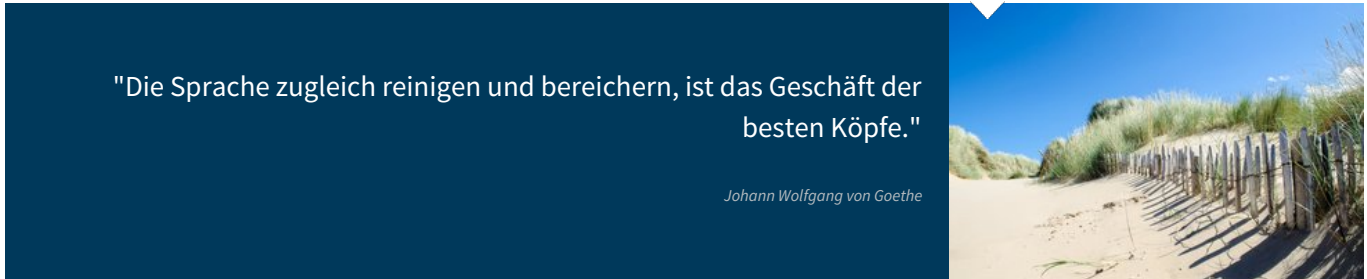 "Die Sprache zugleich reinigen und bereichern, ist das Geschäft der
besten Köpfe."
Johann Wolfgang von Goethe